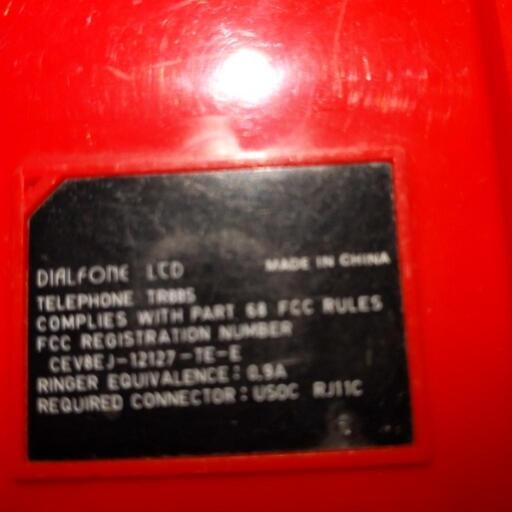 DIALFONE LCD MADE IN CHINA
TELEPHONE TR885
COMPLIES WITH PART 68 FCC RULES
FCC REGISTRATION NUMBER
CEV8EJ-12127-TE-E
RINGER EQUIVALENCE : 0.9A
REQUIRED CONNECTOR : USOC RJ11C